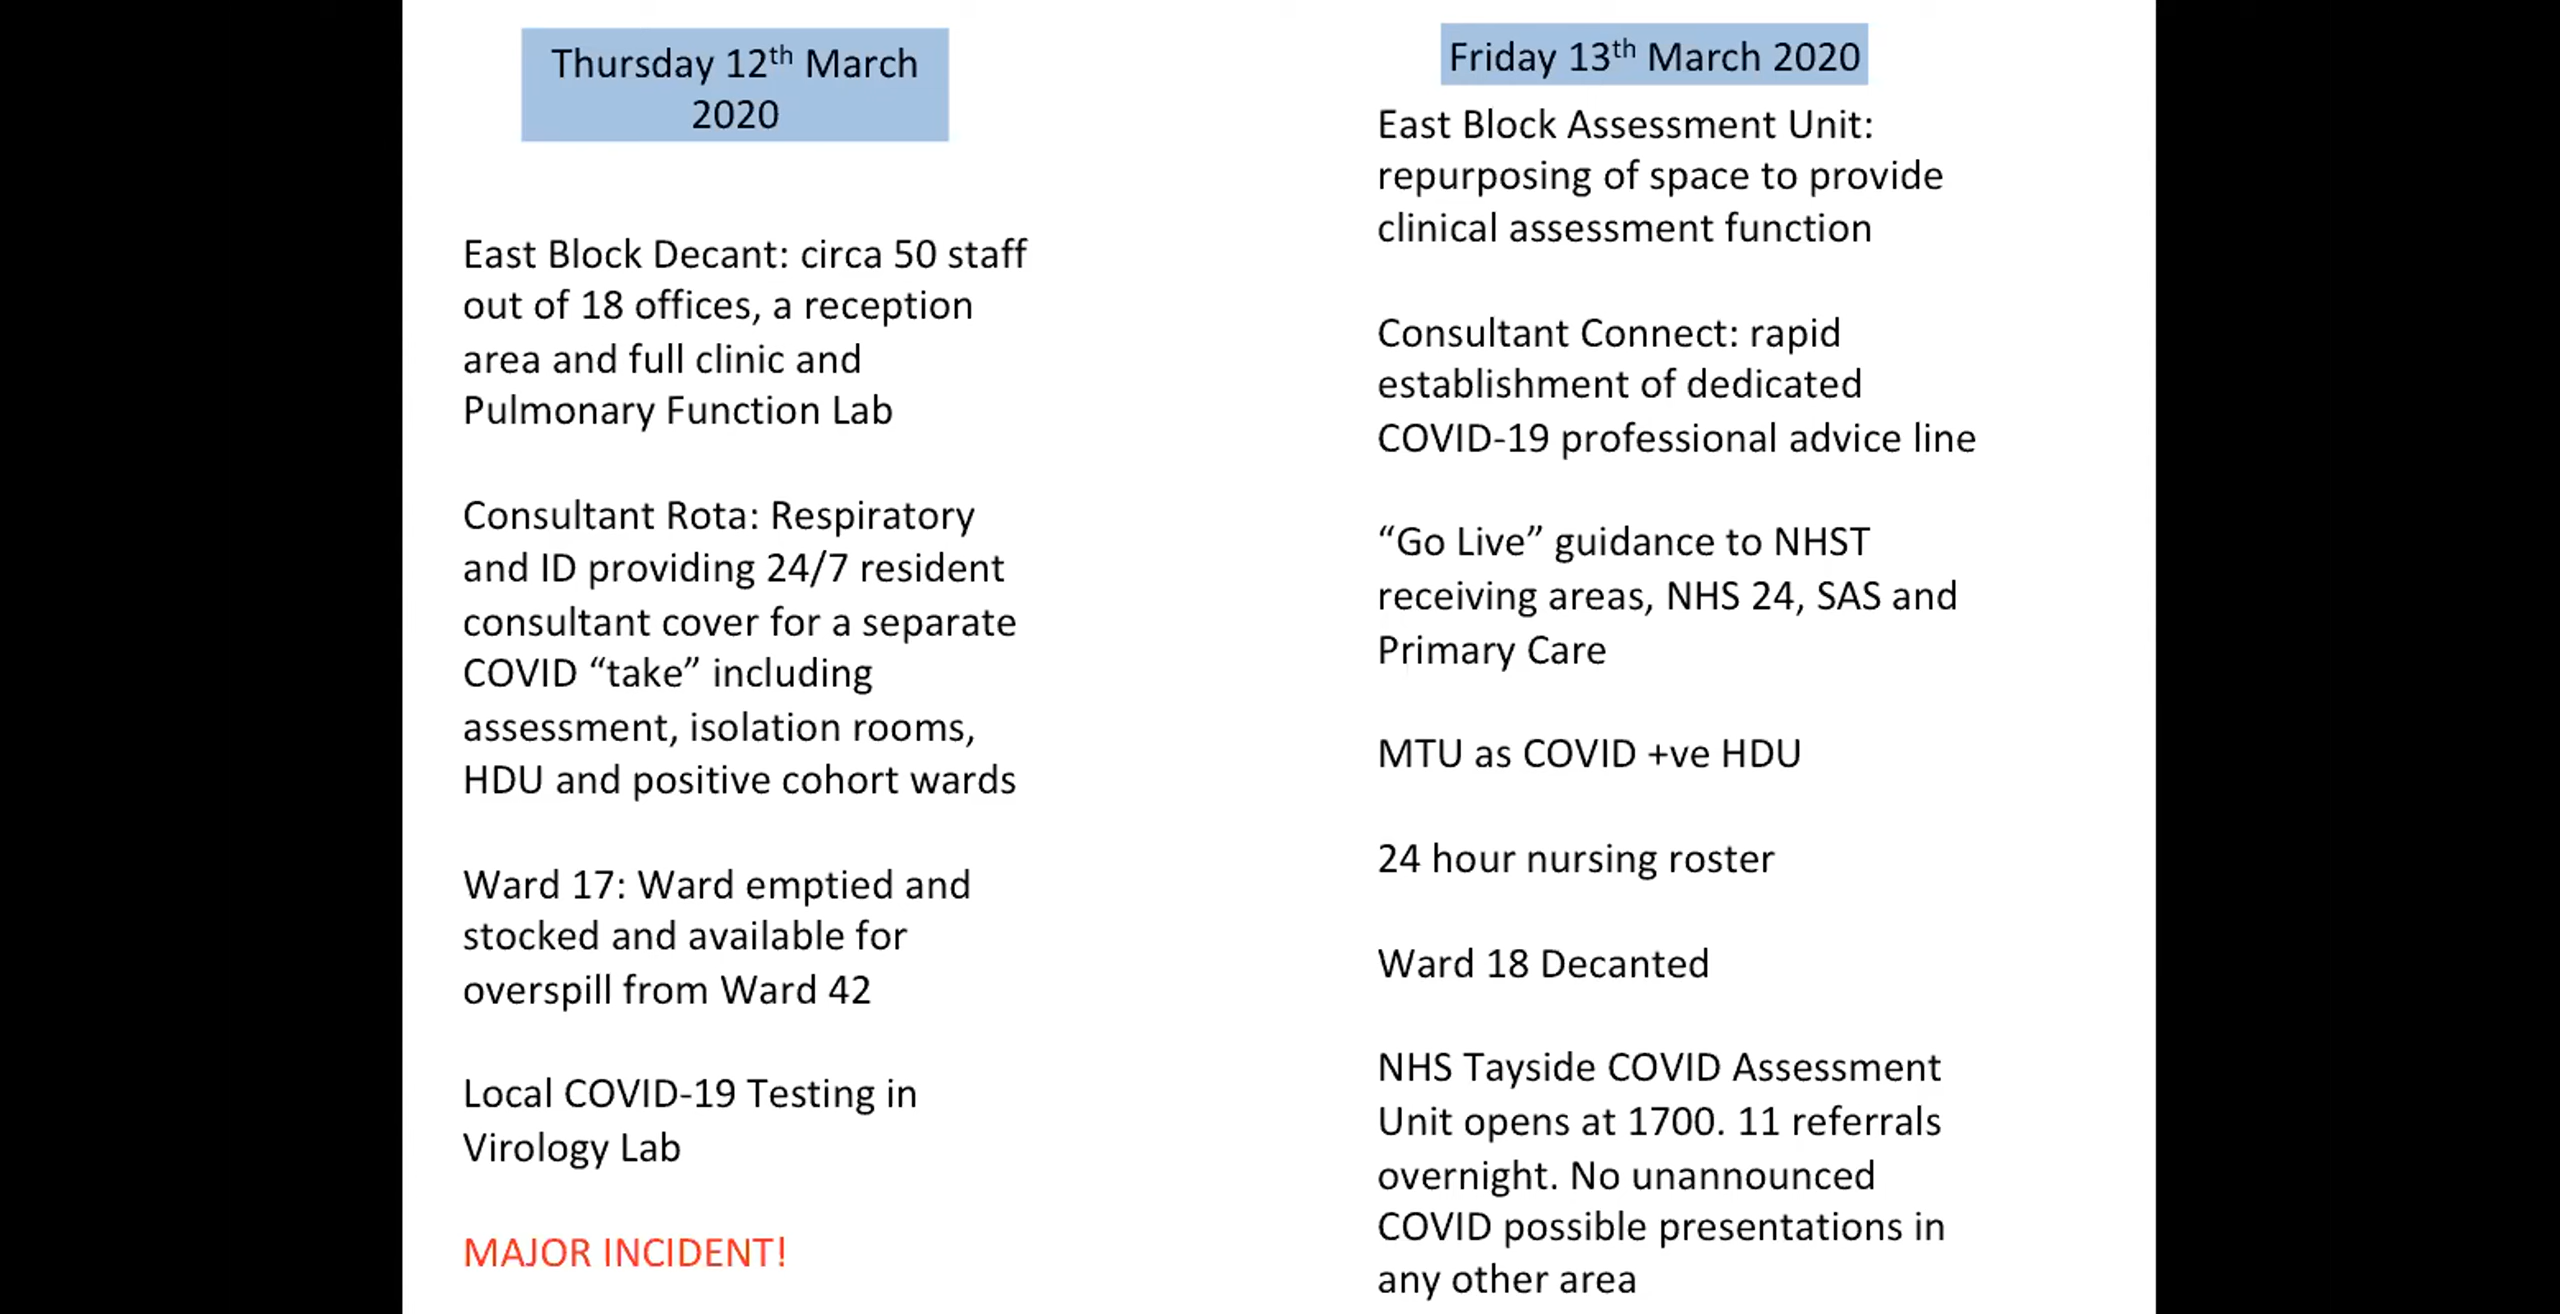 Thursday 12th March
2020
East Block Decant: circa 50 staff
out of 18 offices, a reception
area and full clinic and
Pulmonary Function Lab
Consultant Rota: Respiratory
and ID providing 24/7 resident
consultant cover for a separate
COVID “take” including
assessment, isolation rooms,
HDU and positive cohort wards
Ward 17: Ward emptied and
stocked and available for
overspill from Ward 42
Local COVID-19 Testing in
Virology Lab
MAJOR INCIDENT!
Friday 13th March 2020
East Block Assessment Unit:
repurposing of space to provide
clinical assessment function
Consultant Connect: rapid
establishment of dedicated
COVID-19 professional advice line
“Go Live” guidance to NHST
receiving areas, NHS 24, SAS and
Primary Care
MTU as COVID +ve HDU
24 hour nursing roster
Ward 18 Decanted
NHS Tayside COVID Assessment
Unit opens at 1700. 11 referrals
overnight. No unannounced
COVID possible presentations in
any other area